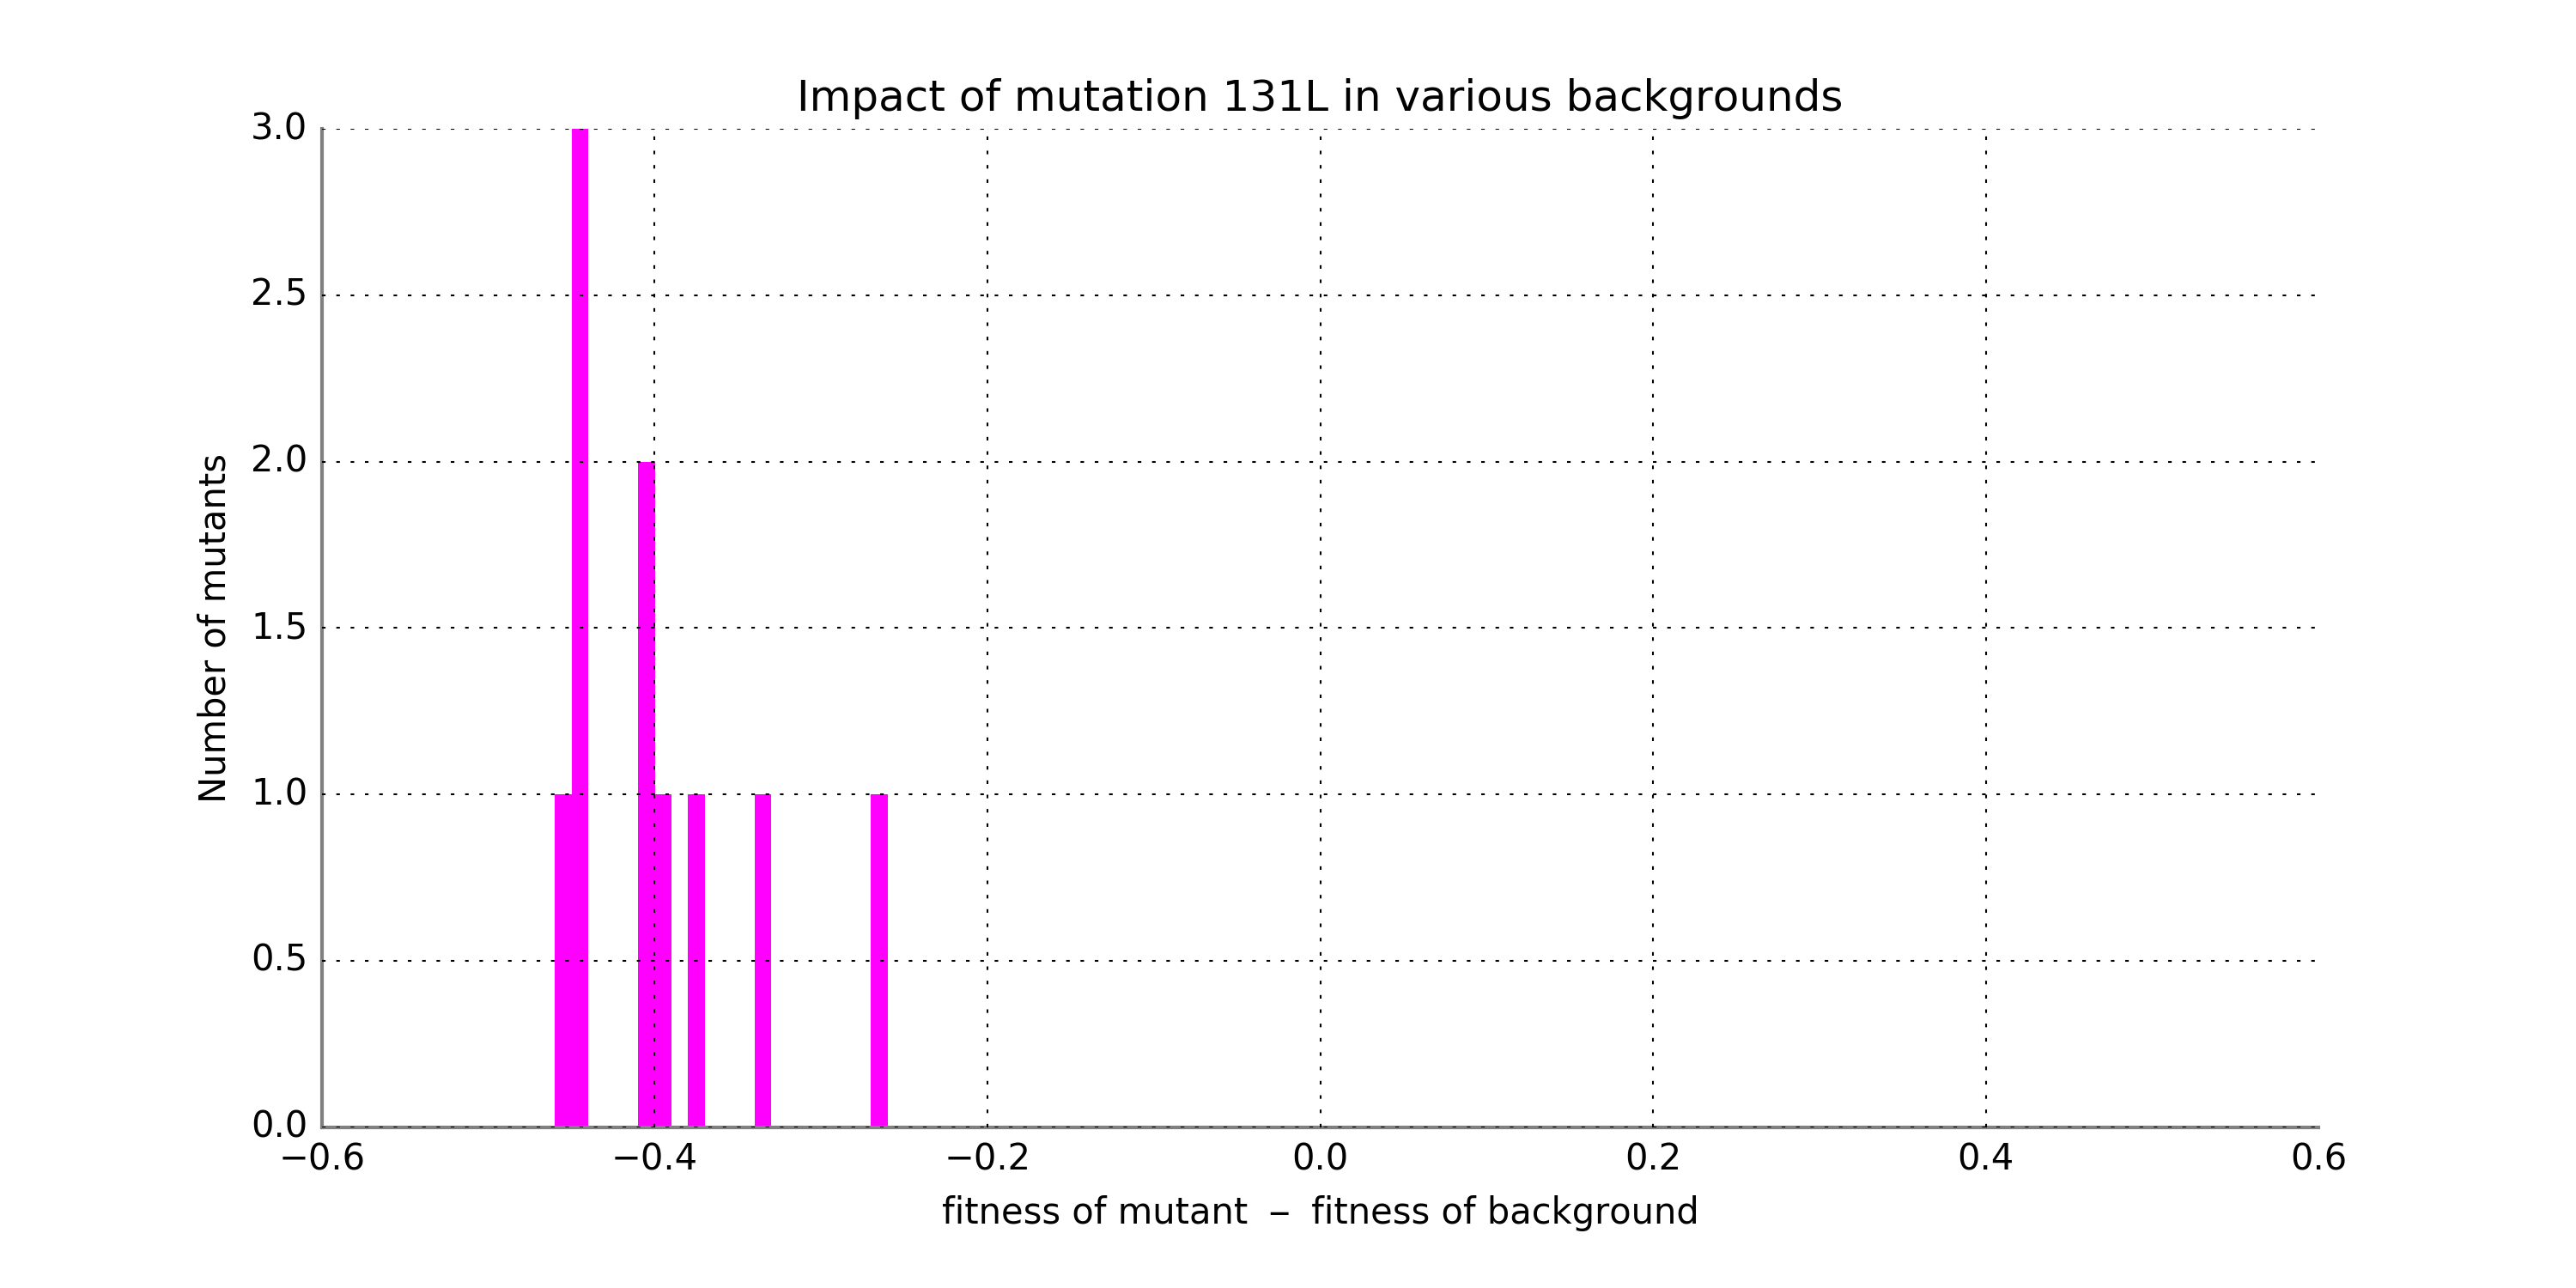 Impact of mutation 131L in various backgrounds
3.0
2.5
2.0
1.5
1.0
0.5
0.0
Number of mutants
−0.6 −0.4 −0.2 0.0 0.2 0.4 0.6
fitness of mutant − fitness of background